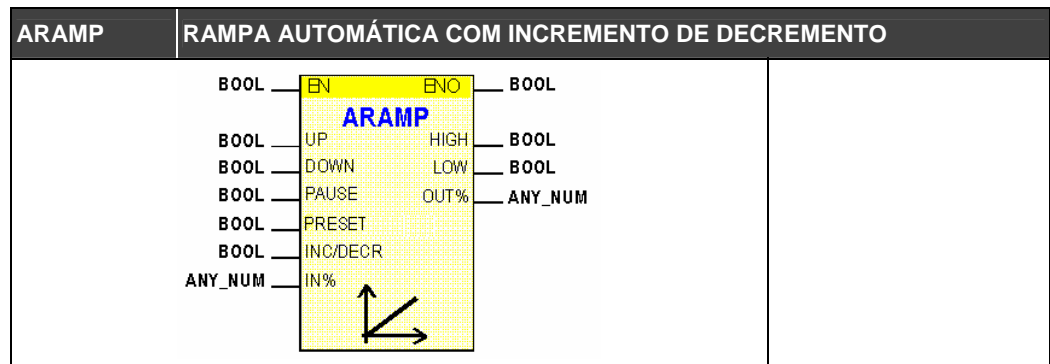 ARAMP RAMPA AUTOMÁTICA COM INCREMENTO DE DECREMENTO
BOOL EN ENO BOOL
ARAMP
BOOL UP HIGH BOOL
BOOL DOWN LOW BOOL
BOOL PAUSE OUT% ANY_NUM
BOOL PRESET
BOOL INC/DECR
ANY_NUM IN%